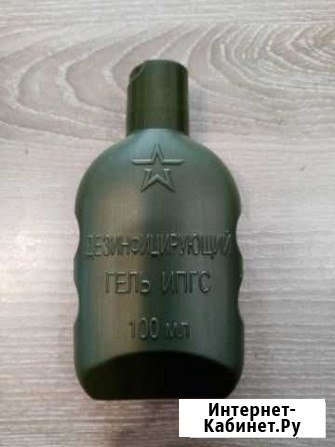 ДЕЗИНФИЦИРУЮЩИЙ
ГЕЛЬ ИПГС
100 мл
Интернет-
Кабинет.Ру